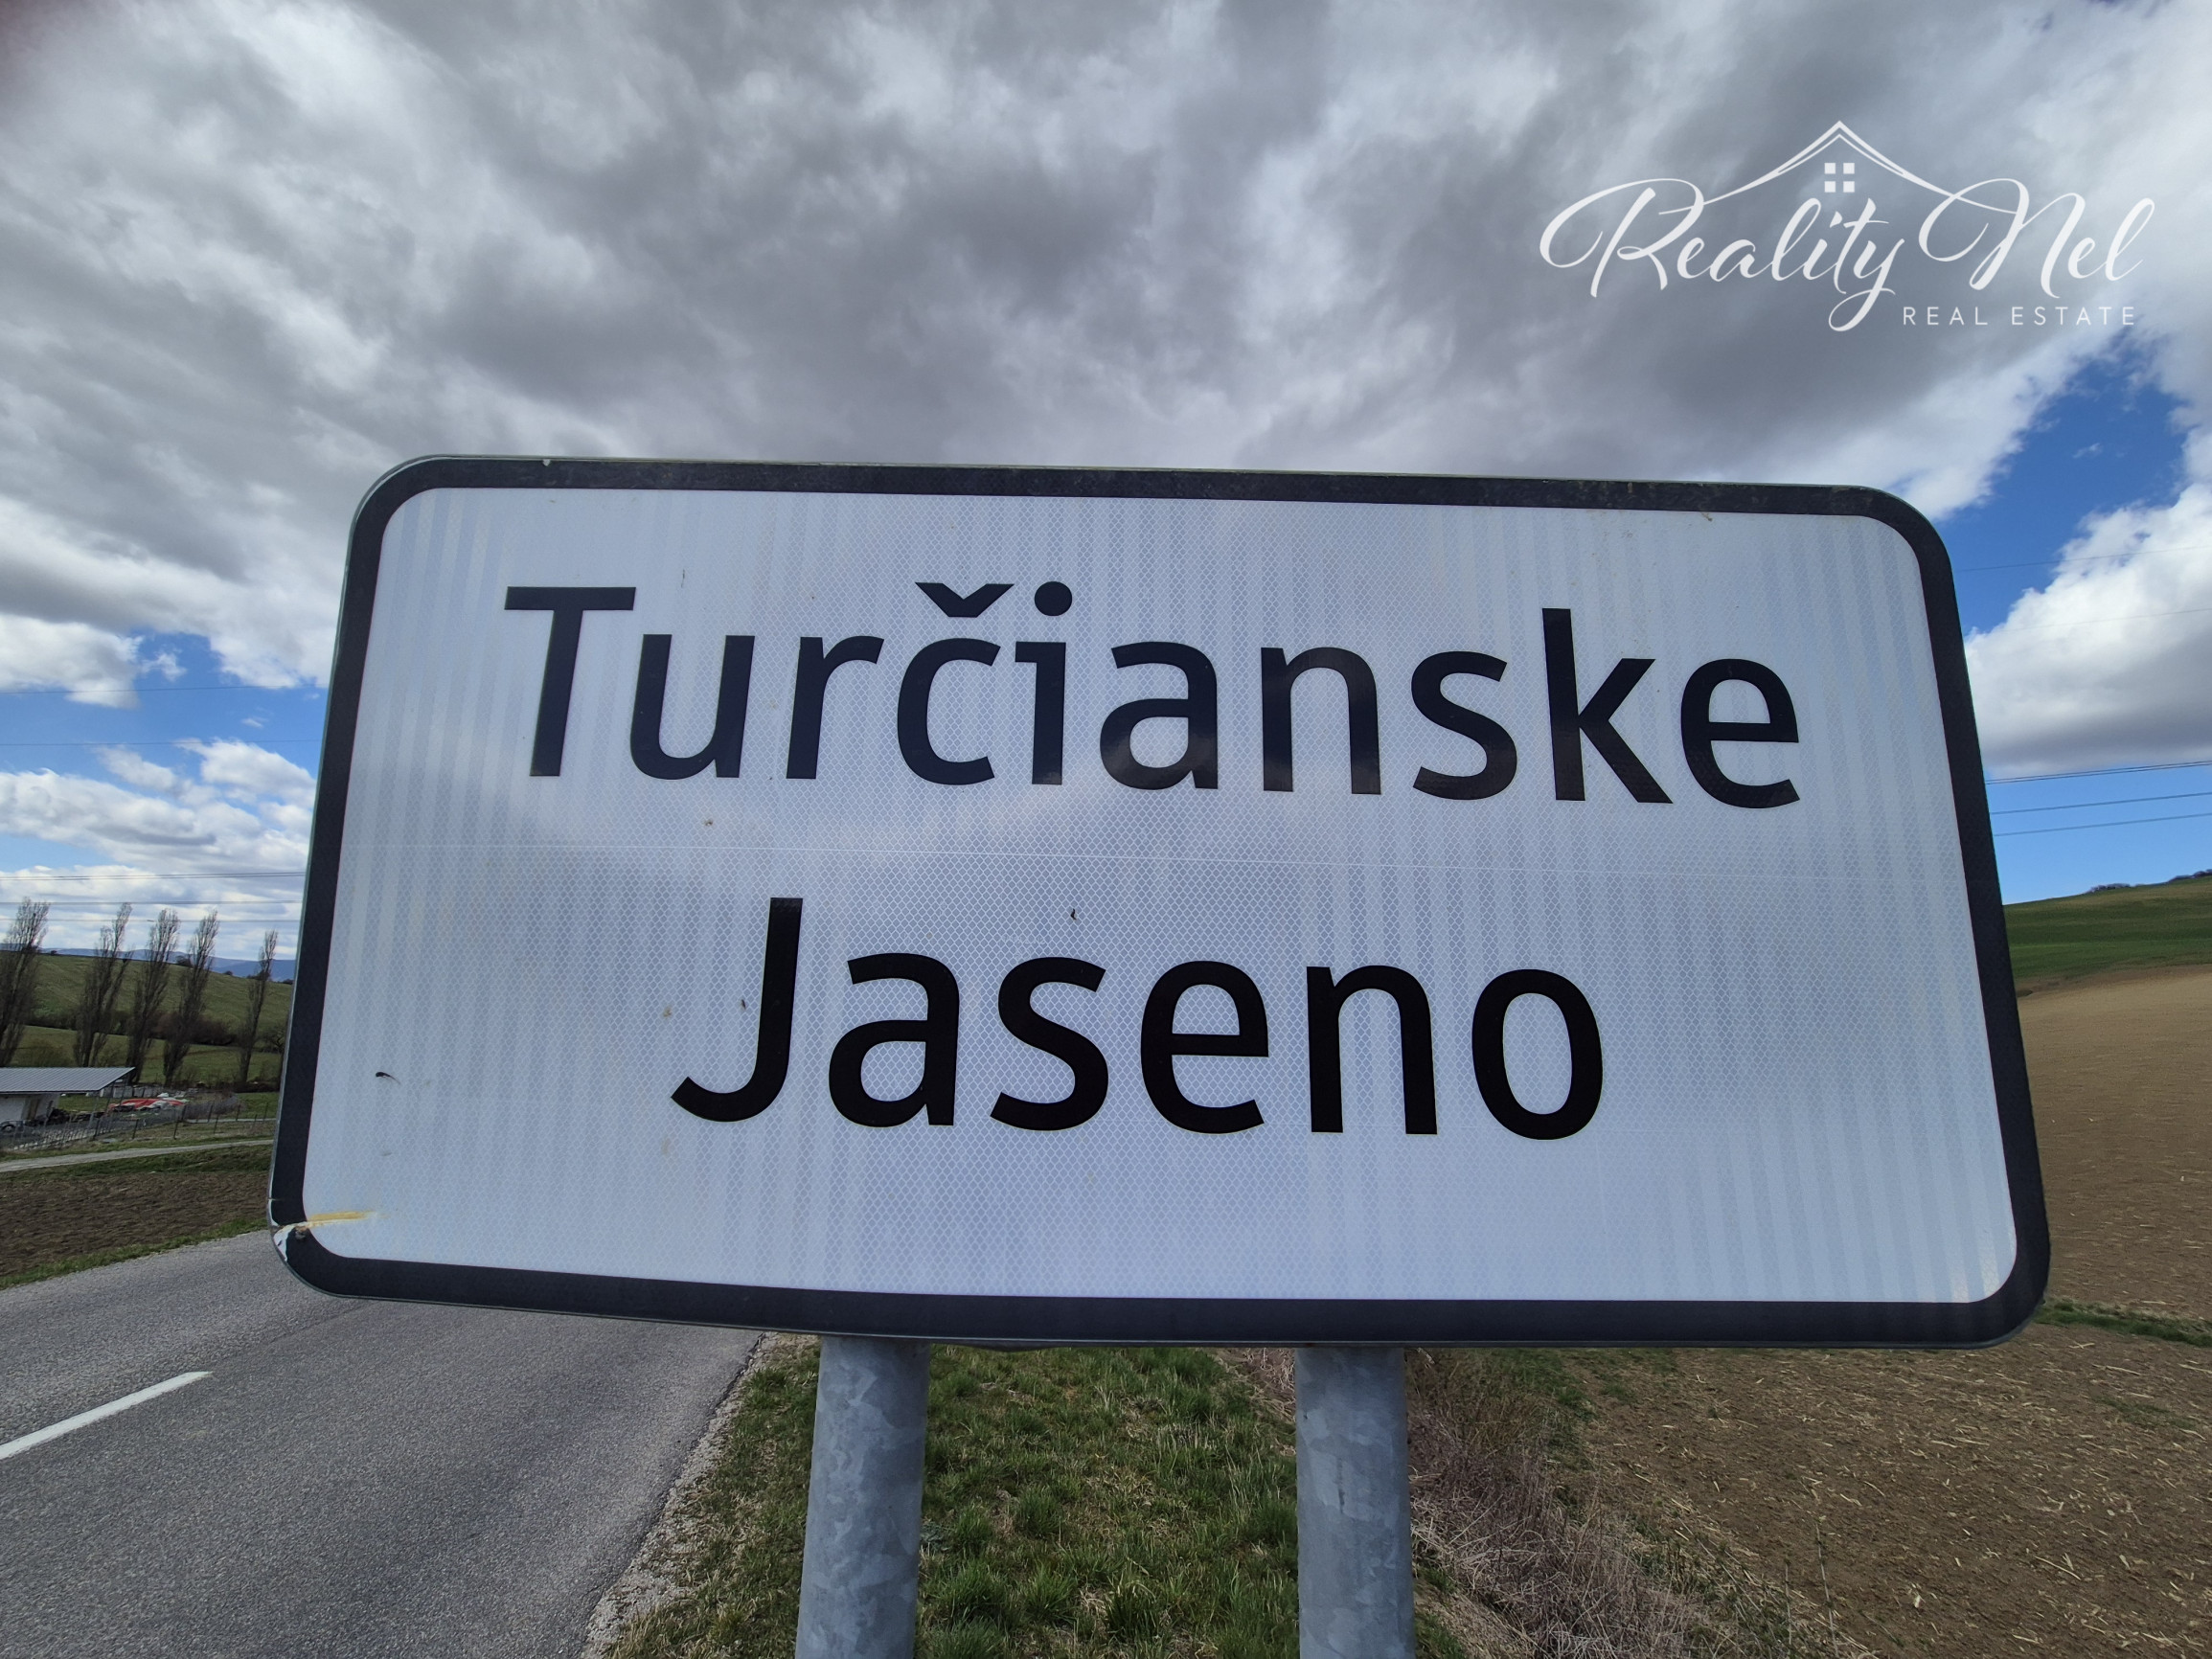 Reality Nel
REAL ESTATE
Turčianske
Jaseno